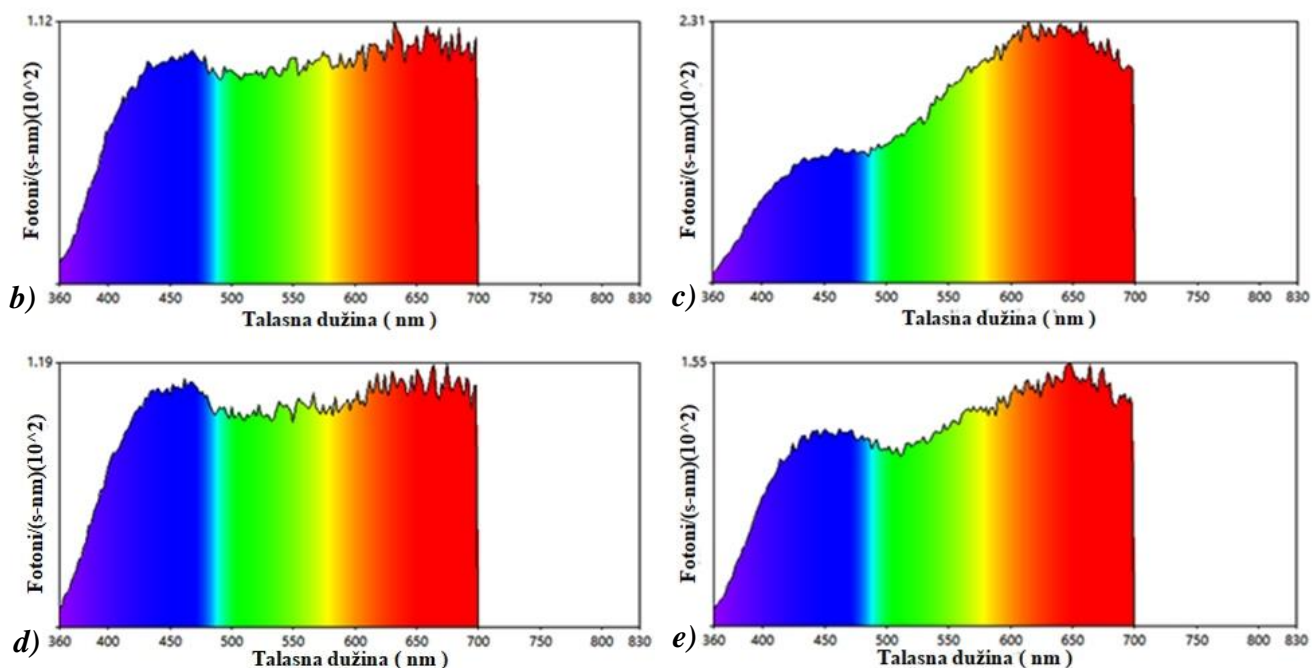 1.12
Fotoni/(s-nm)(10^2)
b)
360 400 450 500 550 600 650 700 750 800 830
Talasna dužina ( nm )
2.31
Fotoni/(s-nm)(10^2)
c)
360 400 450 500 550 600 650 700 750 800 830
Talasna dužina ( nm )
1.19
Fotoni/(s-nm)(10^2)
d)
360 400 450 500 550 600 650 700 750 800 830
Talasna dužina ( nm )
1.55
Fotoni/(s-nm)(10^2)
e)
360 400 450 500 550 600 650 700 750 800 830
Talasna dužina ( nm )